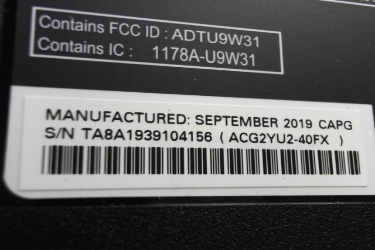 Contains FCC ID : ADTU9W31
Contains IC : 1178A-U9W31
MANUFACTURED: SEPTEMBER 2019 CAPG
S/N TA8A1939104156 ( ACG2YU2-40FX )